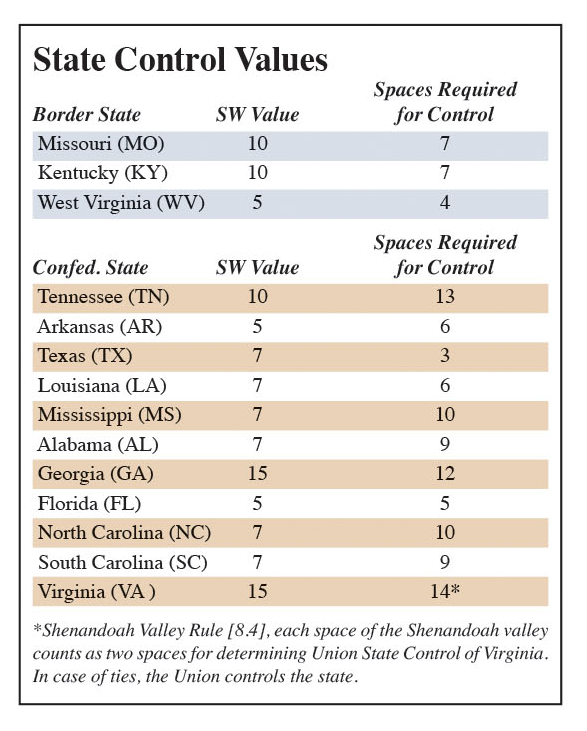 State Control Values
Spaces Required
Border State SW Value for Control
Missouri (MO) 10 7
Kentucky (KY) 10 7
West Virginia (WV) 5 4
Spaces Required
Confed. State SW Value for Control
Tennessee (TN) 10 13
Arkansas (AR) 5 6
Texas (TX) 7 3
Louisiana (LA) 7 6
Mississippi (MS) 7 10
Alabama (AL) 7 9
Georgia (GA) 15 12
Florida (FL) 5 5
North Carolina (NC) 7 10
South Carolina (SC) 7 9
Virginia (VA ) 15 14*
*Shenandoah Valley Rule [8.4], each space of the Shenandoah valley
counts as two spaces for determining Union State Control of Virginia.
In case of ties, the Union controls the state.